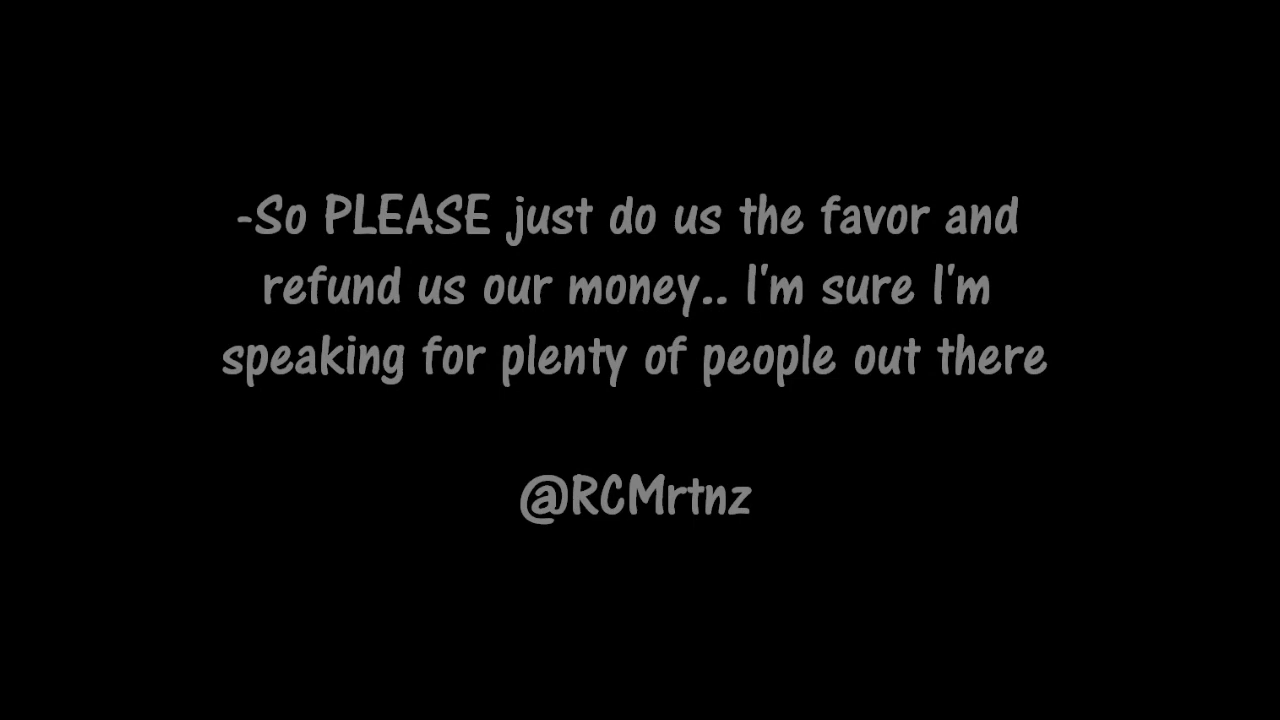 -So PLEASE just do us the favor and
refund us our money.. I'm sure I'm
speaking for plenty of people out there
@RCMrtnz